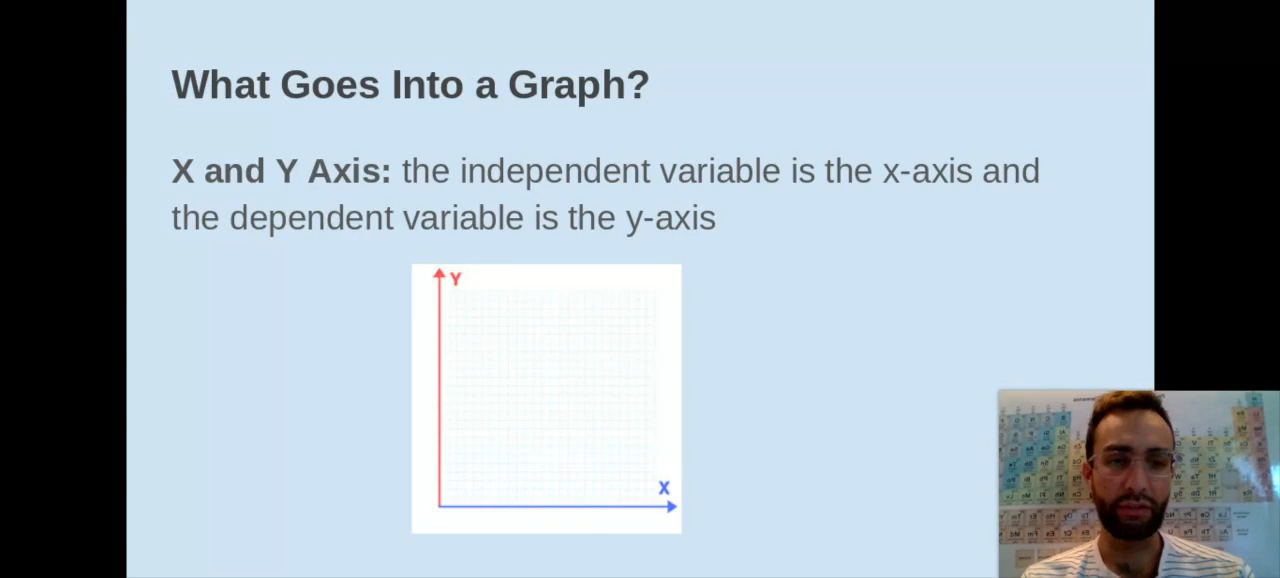 What Goes Into a Graph?
X and Y Axis: the independent variable is the x-axis and
the dependent variable is the y-axis
Y
X